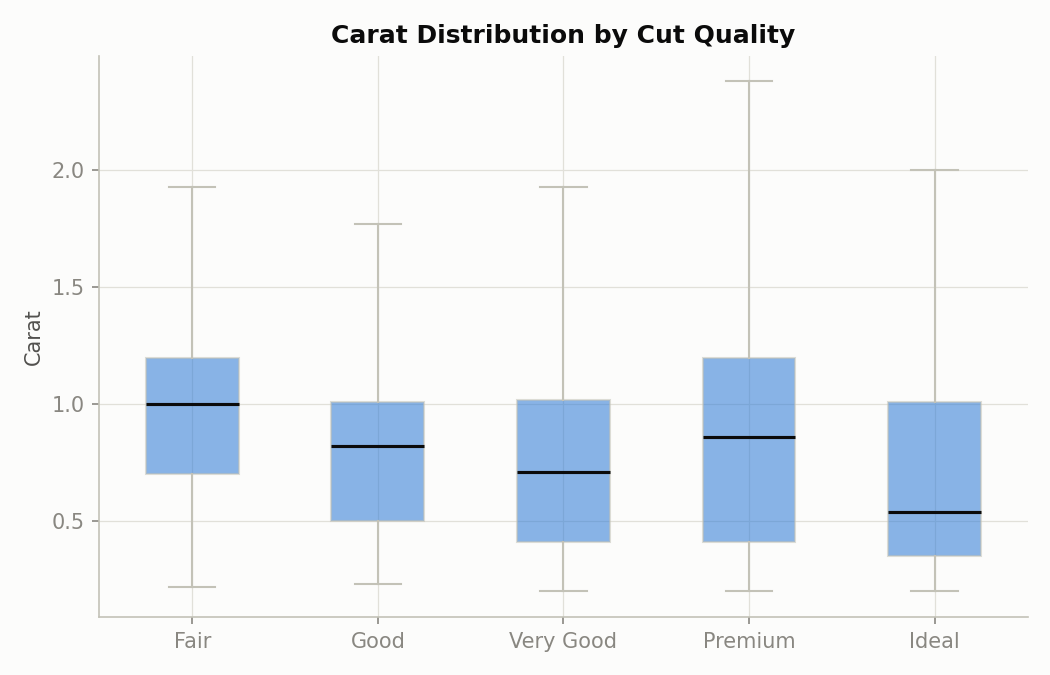 Carat Distribution by Cut Quality
Carat
2.0
1.5
1.0
0.5
Fair
Good
Very Good
Premium
Ideal